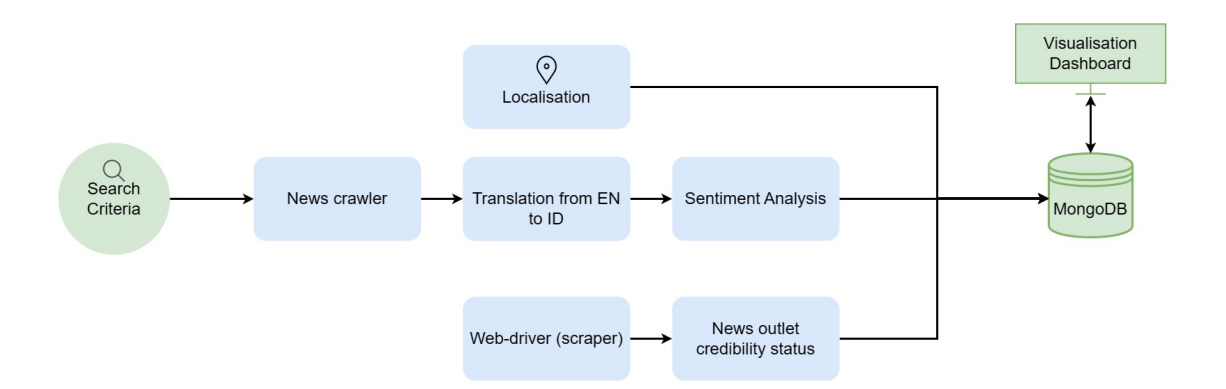 Visualisation
Dashboard
Localisation
Search
Criteria
News crawler
Translation from EN
to ID
Sentiment Analysis
MongoDB
Web-driver (scraper)
News outlet
credibility status